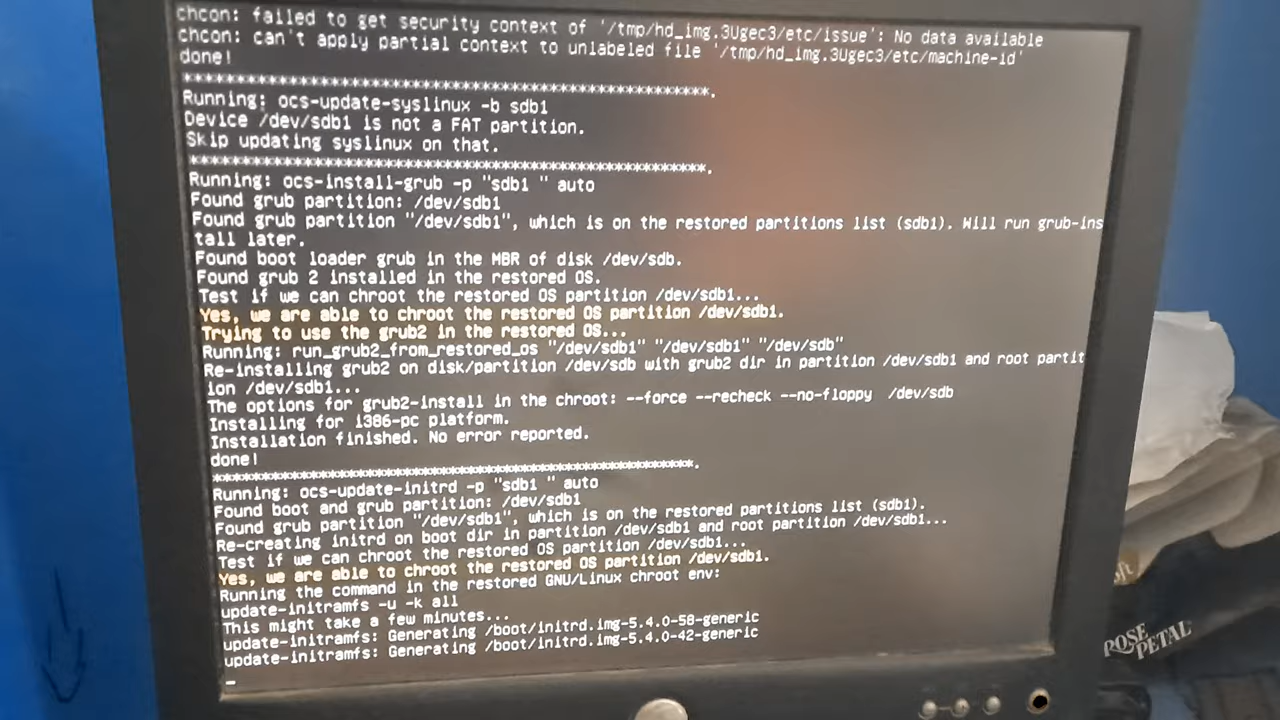 chcon: failed to get security context of '/tmp/hd_img.3Ugec3/etc/issue': No data available
chcon: can't apply partial context to unlabeled file '/tmp/hd_img.3Ugec3/etc/machine-id'
done!
*************************************************************.
Running: ocs-update-syslinux -b sdb1
Device /dev/sdb1 is not a FAT partition.
Skip updating syslinux on that.
*************************************************************.
Running: ocs-install-grub -p "sdb1 " auto
Found grub partition: /dev/sdb1
Found grub partition "/dev/sdb1", which is on the restored partitions list (sdb1). Will run grub-ins
tall later.
Found boot loader grub in the MBR of disk /dev/sdb.
Found grub 2 installed in the restored OS.
Test if we can chroot the restored OS partition /dev/sdb1...
Yes, we are able to chroot the restored OS partition /dev/sdb1.
Trying to use the grub2 in the restored OS...
Running: run_grub2_from_restored_os "/dev/sdb1" "/dev/sdb1" "/dev/sdb"
Re-installing grub2 on disk/partition /dev/sdb with grub2 dir in partition /dev/sdb1 and root partit
ion /dev/sdb1...
The options for grub2-install in the chroot: --force --recheck --no-floppy  /dev/sdb
Installing for i386-pc platform.
Installation finished. No error reported.
done!
*************************************************************.
Running: ocs-update-initrd -p "sdb1 " auto
Found boot and grub partition: /dev/sdb1
Found grub partition "/dev/sdb1", which is on the restored partitions list (sdb1).
Re-creating initrd on boot dir in partition /dev/sdb1 and root partition /dev/sdb1...
Test if we can chroot the restored OS partition /dev/sdb1...
Yes, we are able to chroot the restored OS partition /dev/sdb1.
Running the command in the restored GNU/Linux chroot env:
update-initramfs -u -k all
This might take a few minutes...
update-initramfs: Generating /boot/initrd.img-5.4.0-58-generic
update-initramfs: Generating /boot/initrd.img-5.4.0-42-generic
ROSE
PETAL